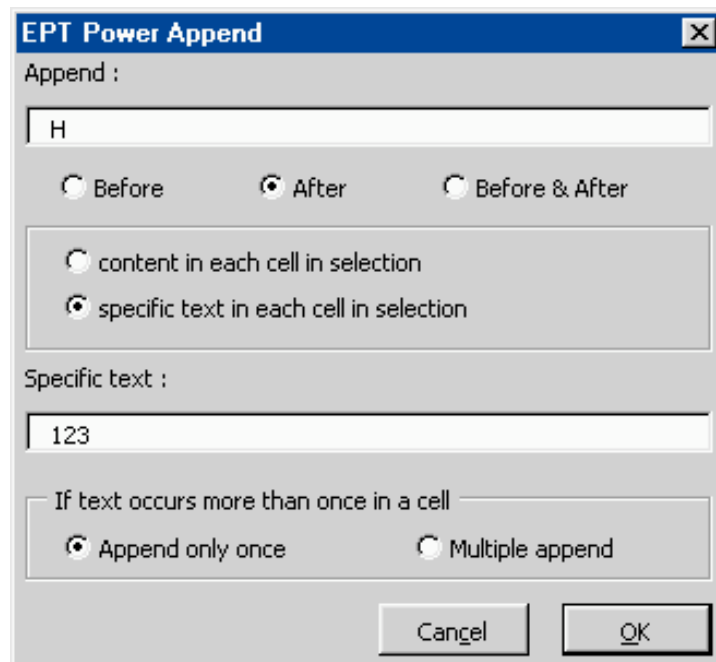 EPT Power Append
Append :
H
Before After Before & After
content in each cell in selection
specific text in each cell in selection
Specific text :
123
If text occurs more than once in a cell
Append only once Multiple append
Cancel OK